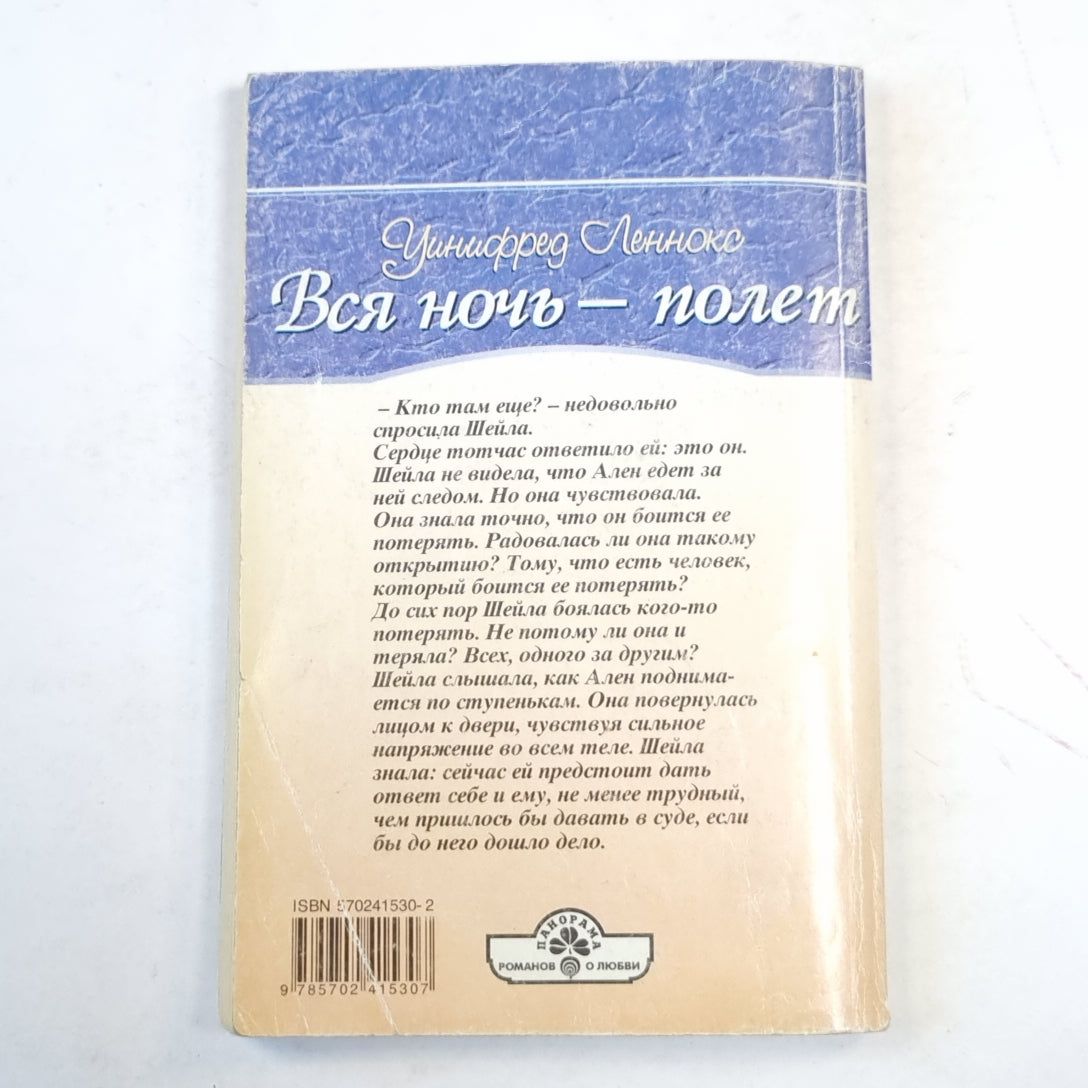 Уинифред Леннокс
Вся ночь – полет
– Кто там еще? – недовольно
спросила Шейла.
Сердце тотчас ответило ей: это он.
Шейла не видела, что Ален едет за
ней следом. Но она чувствовала.
Она знала точно, что он боится ее
потерять. Радовалась ли она такому
открытию? Тому, что есть человек,
который боится ее потерять?
До сих пор Шейла боялась кого-то
потерять. Не потому ли она и
теряла? Всех, одного за другим?
Шейла слышала, как Ален поднима-
ется по ступенькам. Она повернулась
лицом к двери, чувствуя сильное
напряжение во всем теле. Шейла
знала: сейчас ей предстоит дать
ответ себе и ему, не менее трудный,
чем пришлось бы давать в суде, если
бы до него дошло дело.
ISBN 570241530-2
9 785702 415307
ПАНОРАМА
РОМАНОВ О ЛЮБВИ